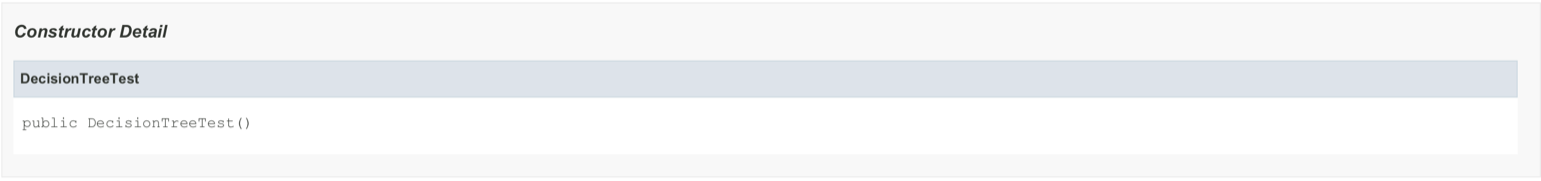 Constructor Detail
DecisionTreeTest
public DecisionTreeTest()